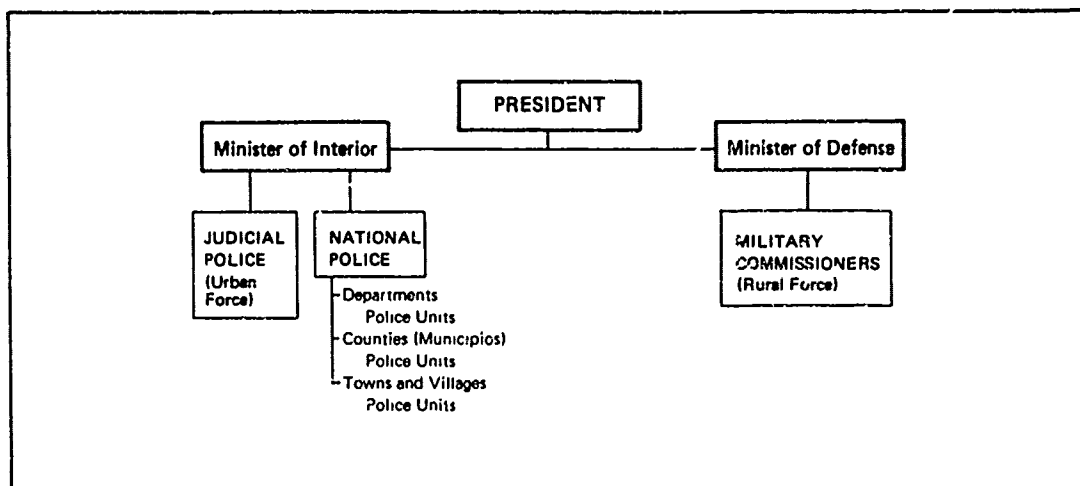 PRESIDENT
Minister of Interior
Minister of Defense
JUDICIAL
POLICE
(Urban
Force)
NATIONAL
POLICE
Departments
Police Units
Counties (Municipios)
Police Units
Towns and Villages
Police Units
MILITARY
COMMISSIONERS
(Rural Force)